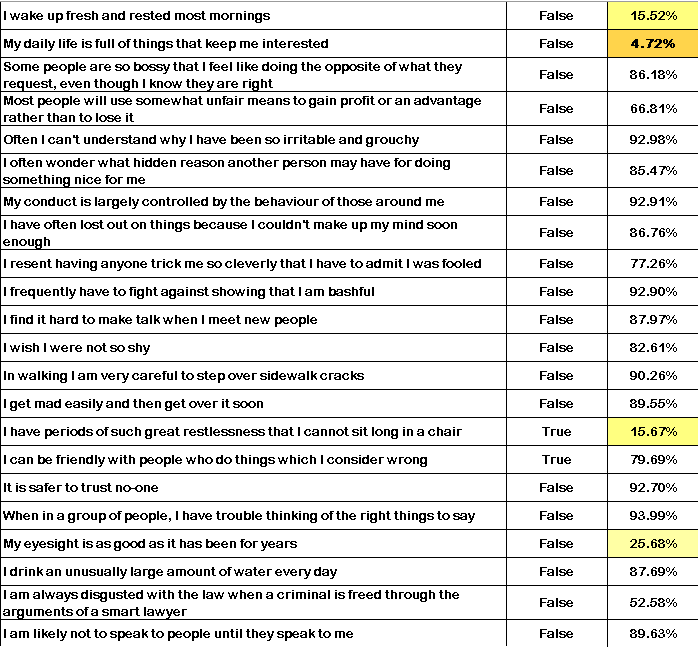 I wake up fresh and rested most mornings False 15.52%
My daily life is full of things that keep me interested False 4.72%
Some people are so bossy that I feel like doing the opposite of what they
request, even though I know they are right False 86.18%
Most people will use somewhat unfair means to gain profit or an advantage
rather than to lose it False 66.81%
Often I can't understand why I have been so irritable and grouchy False 92.98%
I often wonder what hidden reason another person may have for doing
something nice for me False 85.47%
My conduct is largely controlled by the behaviour of those around me False 92.91%
I have often lost out on things because I couldn't make up my mind soon
enough False 86.76%
I resent having anyone trick me so cleverly that I have to admit I was fooled False 77.26%
I frequently have to fight against showing that I am bashful False 92.90%
I find it hard to make talk when I meet new people False 87.97%
I wish I were not so shy False 82.61%
In walking I am very careful to step over sidewalk cracks False 90.26%
I get mad easily and then get over it soon False 89.55%
I have periods of such great restlessness that I cannot sit long in a chair True 15.67%
I can be friendly with people who do things which I consider wrong True 79.69%
It is safer to trust no-one False 92.70%
When in a group of people, I have trouble thinking of the right things to say False 93.99%
My eyesight is as good as it has been for years False 25.68%
I drink an unusually large amount of water every day False 87.69%
I am always disgusted with the law when a criminal is freed through the
arguments of a smart lawyer False 52.58%
I am likely not to speak to people until they speak to me False 89.63%